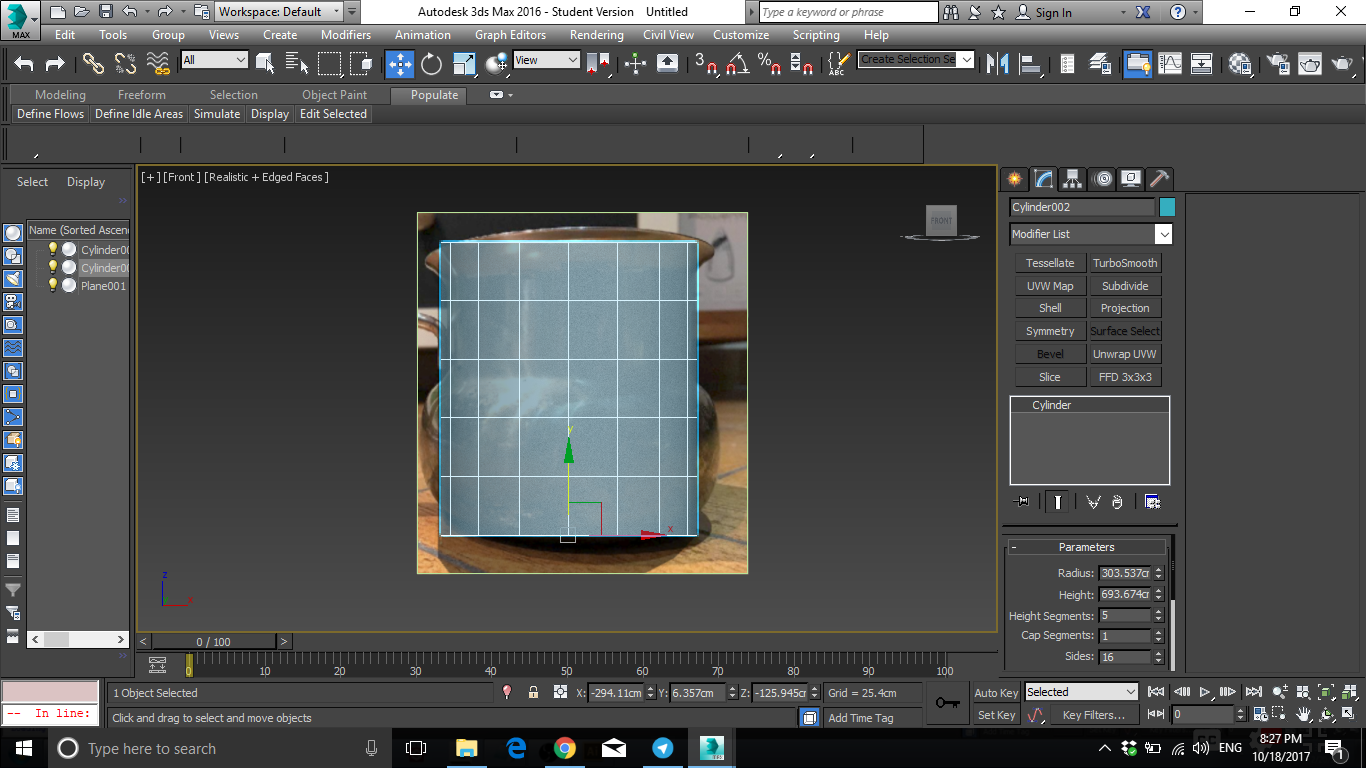 Workspace: Default
Autodesk 3ds Max 2016 - Student Version    Untitled
Type a keyword or phrase
Sign In
MAX
Edit Tools Group Views Create Modifiers Animation Graph Editors Rendering Civil View Customize Scripting Help
All
View
Create Selection Se
Modeling Freeform Selection Object Paint Populate
Define Flows Define Idle Areas Simulate Display Edit Selected
Select Display
[+] [Front ] [Realistic + Edged Faces ]
FRONT
Name (Sorted Ascen
Cylinder00
Cylinder00
Plane001
Cylinder002
Modifier List
Tessellate TurboSmooth
UVW Map Subdivide
Shell Projection
Symmetry Surface Select
Bevel Unwrap UVW
Slice FFD 3x3x3
Cylinder
- Parameters
Radius: 303.537cm
Height: 693.674cm
Height Segments: 5
Cap Segments: 1
Sides: 16
y
x
z
x
0 / 100
0 10 20 30 40 50 60 70 80 90 100
1 Object Selected
X: -294.11cm Y: 6.357cm Z: -125.945cm Grid = 25.4cm
Auto Key Selected
-- In line:
Click and drag to select and move objects
Add Time Tag
Set Key Key Filters... 0
Type here to search
ENG
8:27 PM
10/18/2017
1